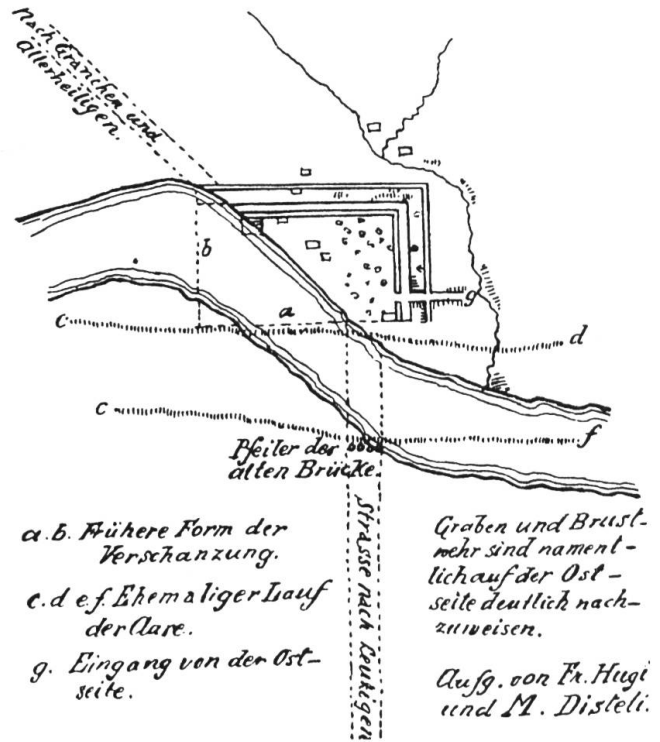 Nach Gränchen und
Allerheiligen.
b
a
g
c
d
c
f
Pfeiler der
alten Brücke.
Strasse nach Leuzigen
a. b. Frühere Form der
Verschanzung.
c. d e. f. Ehemaliger Lauf
der Aare.
g. Eingang von der Ost-
seite.
Graben und Brust-
wehr sind nament-
lich auf der Ost-
seite deutlich nach-
zuweisen.
Aufg. von Fr. Hugi
und M. Disteli.